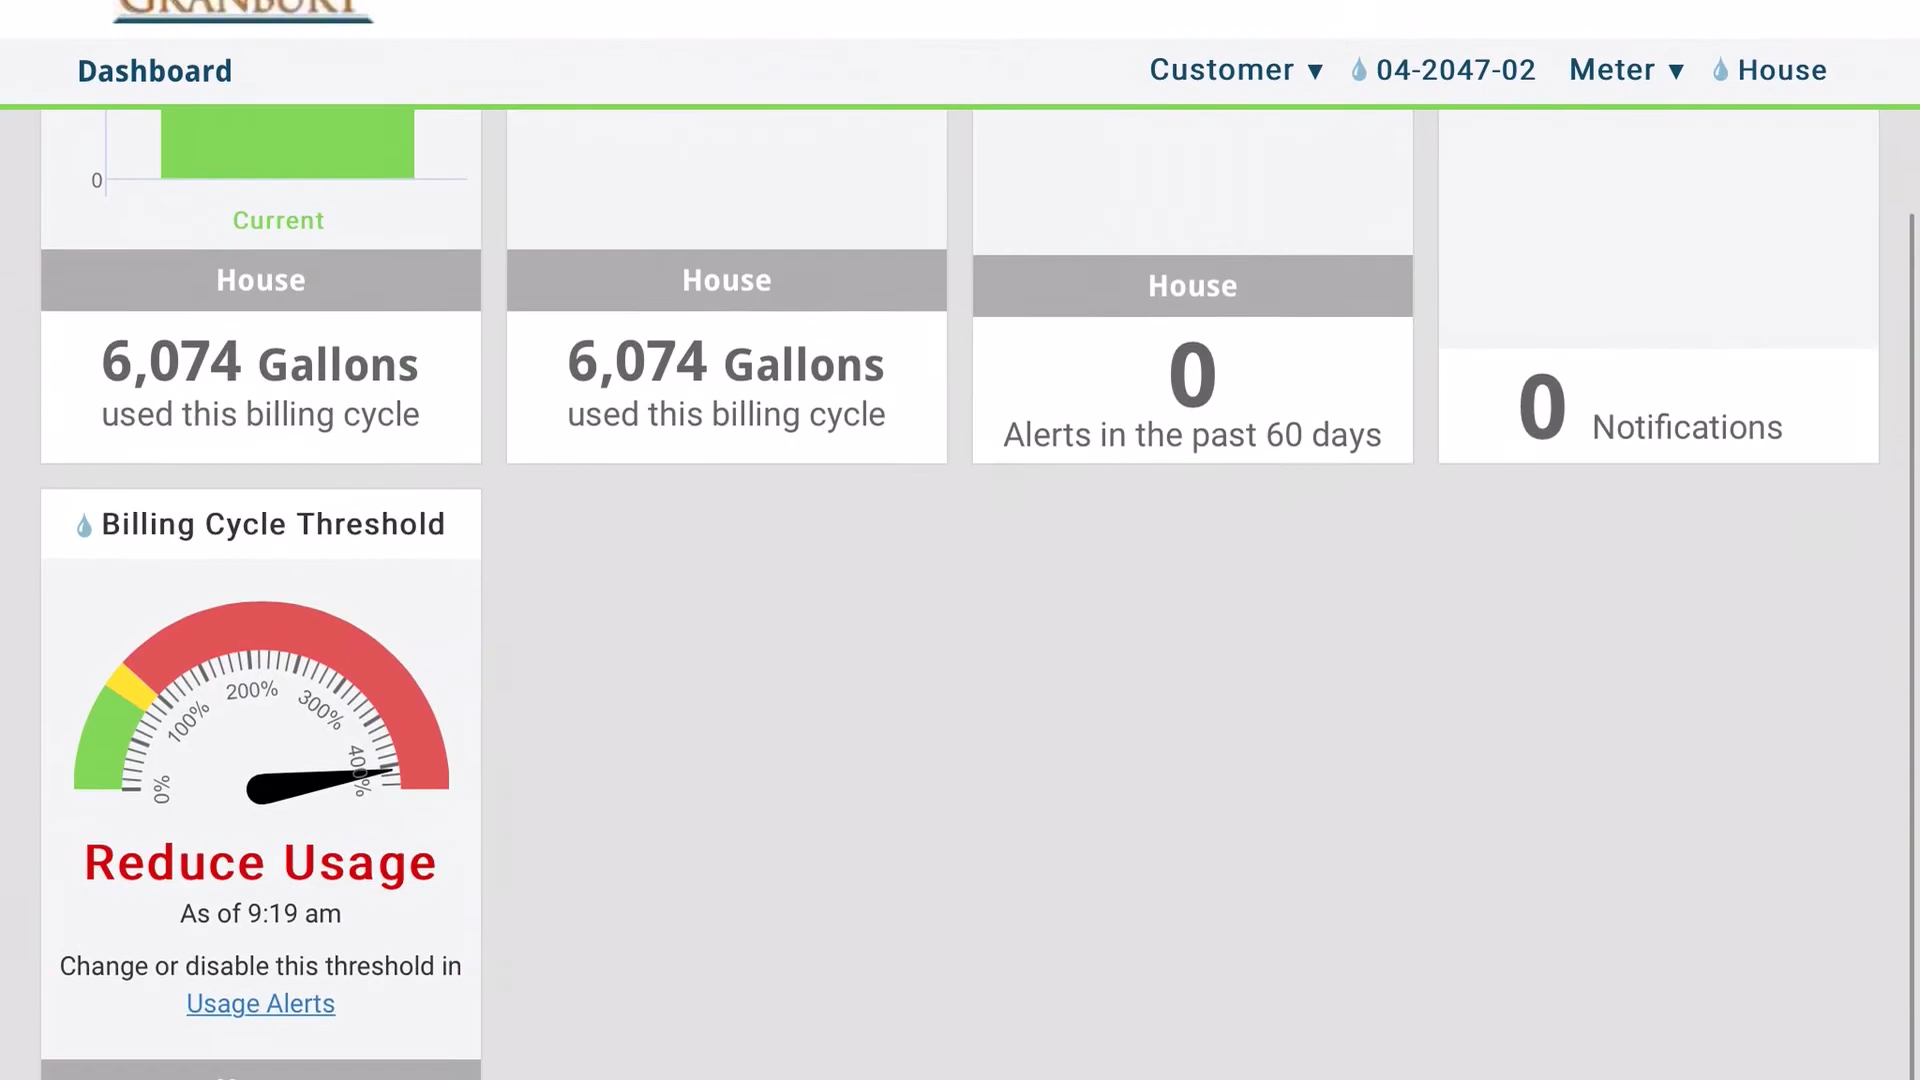 GRANBURY
Dashboard
Customer ▼ 04-2047-02 Meter ▼ House
0
Current
House
6,074 Gallons
used this billing cycle
House
6,074 Gallons
used this billing cycle
House
0
Alerts in the past 60 days
0 Notifications
Billing Cycle Threshold
0%
100%
200%
300%
400%
Reduce Usage
As of 9:19 am
Change or disable this threshold in
Usage Alerts